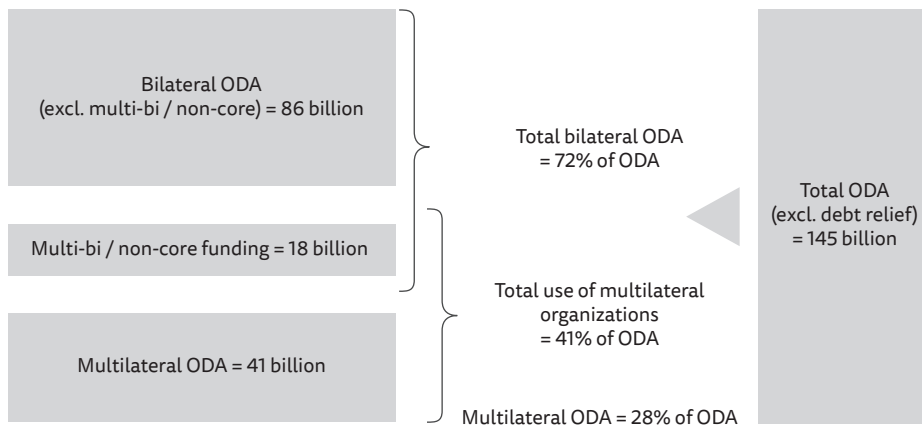 Bilateral ODA
(excl. multi-bi / non-core) = 86 billion
Multi-bi / non-core funding = 18 billion
Multilateral ODA = 41 billion
Total bilateral ODA
= 72% of ODA
Total use of multilateral
organizations
= 41% of ODA
Multilateral ODA = 28% of ODA
Total ODA
(excl. debt relief)
= 145 billion